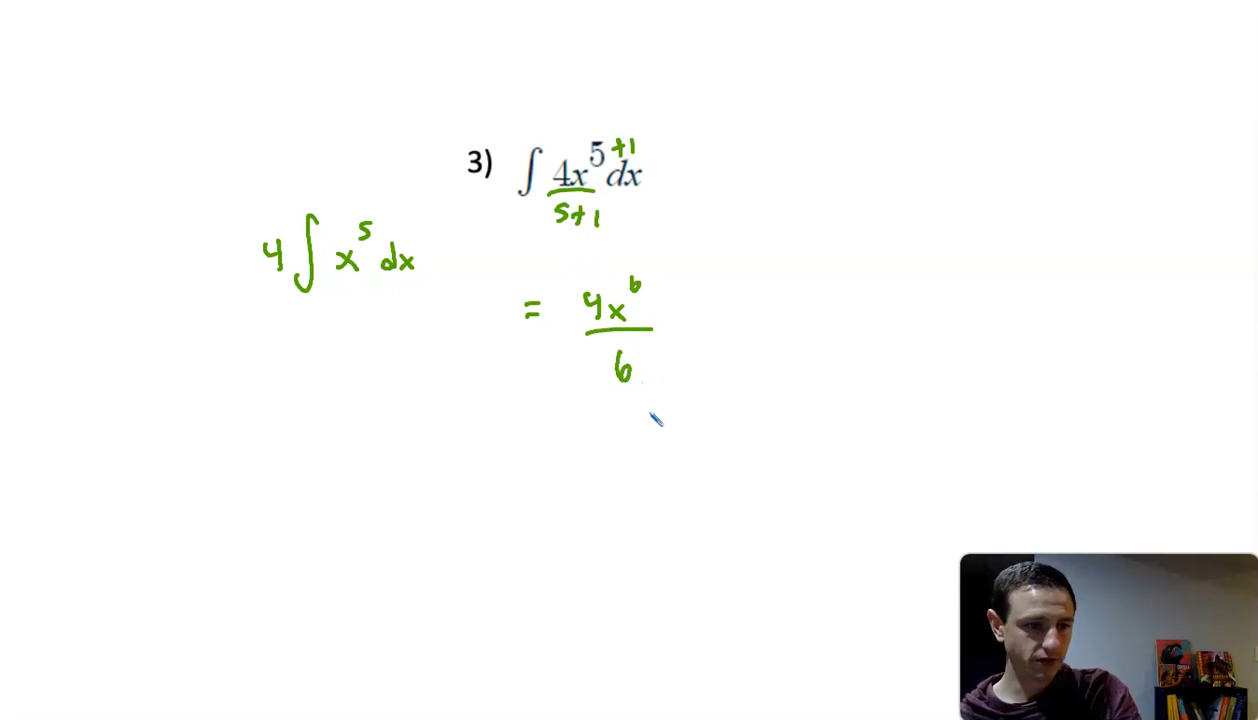 3) ∫ 4x^5 dx
+1
5+1
4∫ x^5 dx
= 4x^6
6